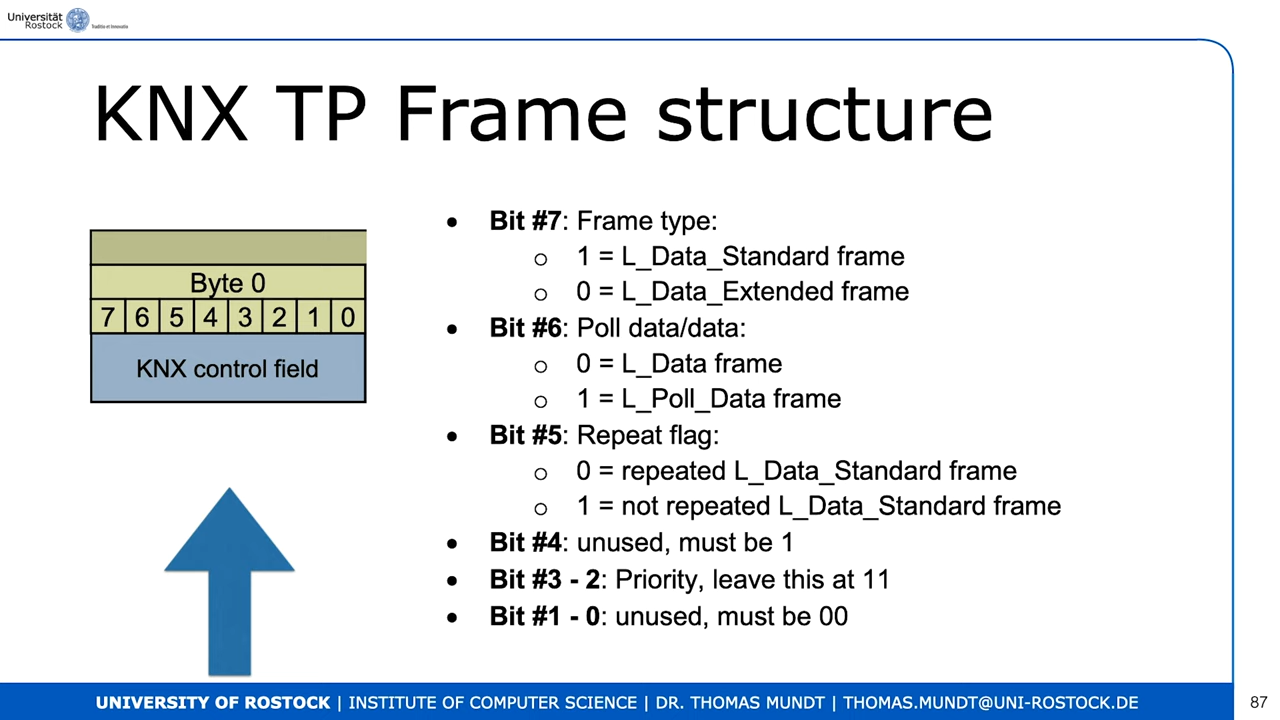 Universität
Rostock
Traditio et Innovatio
KNX TP Frame structure
Byte 0
7 6 5 4 3 2 1 0
KNX control field
• Bit #7: Frame type:
o 1 = L_Data_Standard frame
o 0 = L_Data_Extended frame
• Bit #6: Poll data/data:
o 0 = L_Data frame
o 1 = L_Poll_Data frame
• Bit #5: Repeat flag:
o 0 = repeated L_Data_Standard frame
o 1 = not repeated L_Data_Standard frame
• Bit #4: unused, must be 1
• Bit #3 - 2: Priority, leave this at 11
• Bit #1 - 0: unused, must be 00
UNIVERSITY OF ROSTOCK | INSTITUTE OF COMPUTER SCIENCE | DR. THOMAS MUNDT | THOMAS.MUNDT@UNI-ROSTOCK.DE
87